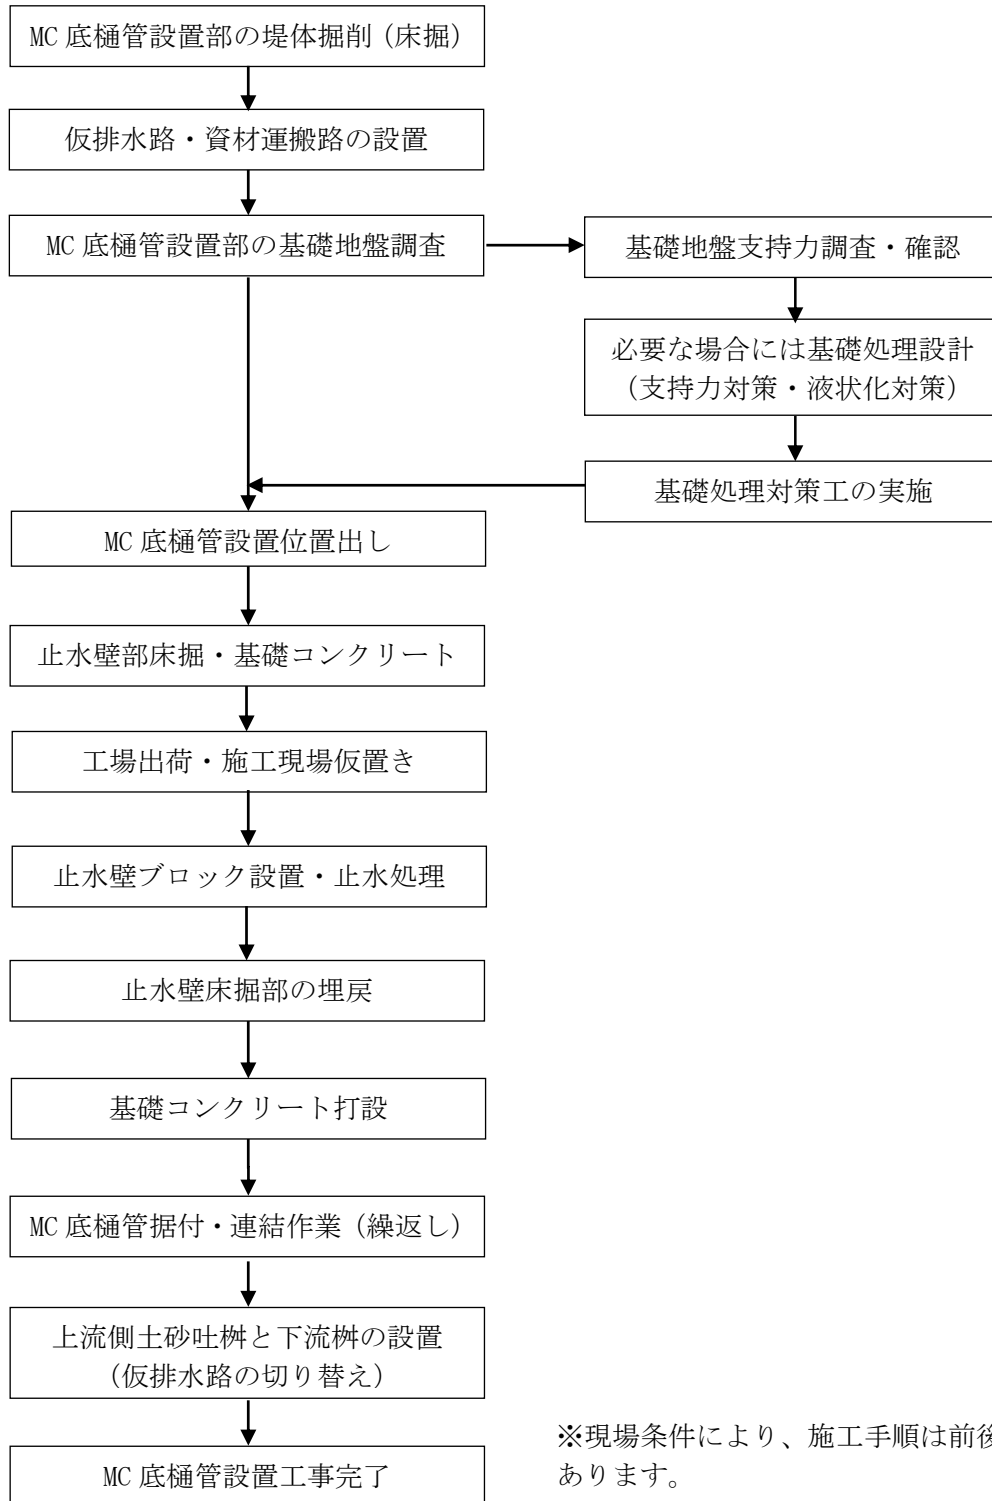 MC 底樋管設置部の堤体掘削（床掘）
仮排水路・資材運搬路の設置
MC 底樋管設置部の基礎地盤調査
基礎地盤支持力調査・確認
必要な場合には基礎処理設計
（支持力対策・液状化対策）
基礎処理対策工の実施
MC 底樋管設置位置出し
止水壁部床掘・基礎コンクリート
工場出荷・施工現場仮置き
止水壁ブロック設置・止水処理
止水壁床掘部の埋戻
基礎コンクリート打設
MC 底樋管据付・連結作業（繰返し）
上流側土砂吐桝と下流桝の設置
（仮排水路の切り替え）
MC 底樋管設置工事完了
※現場条件により、施工手順は前後
あります。